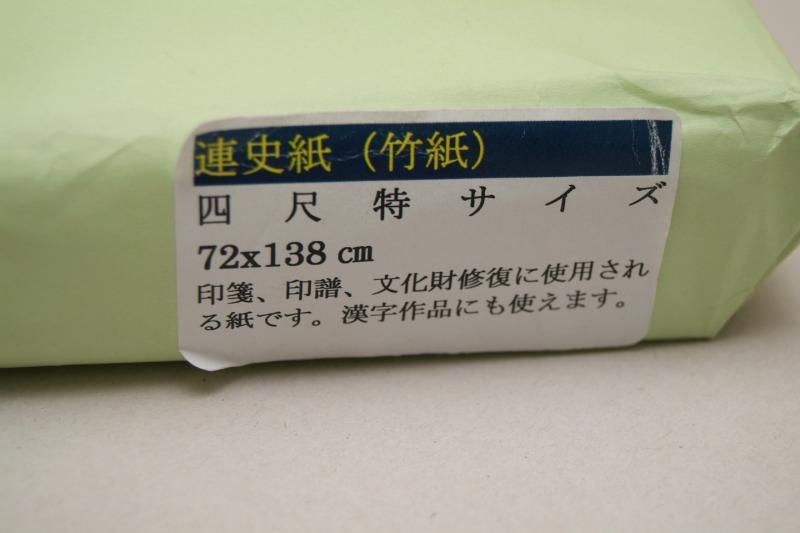 連史紙（竹紙）
四尺特サイズ
72x138㎝
印箋、印譜、文化財修復に使用され
る紙です。漢字作品にも使えます。